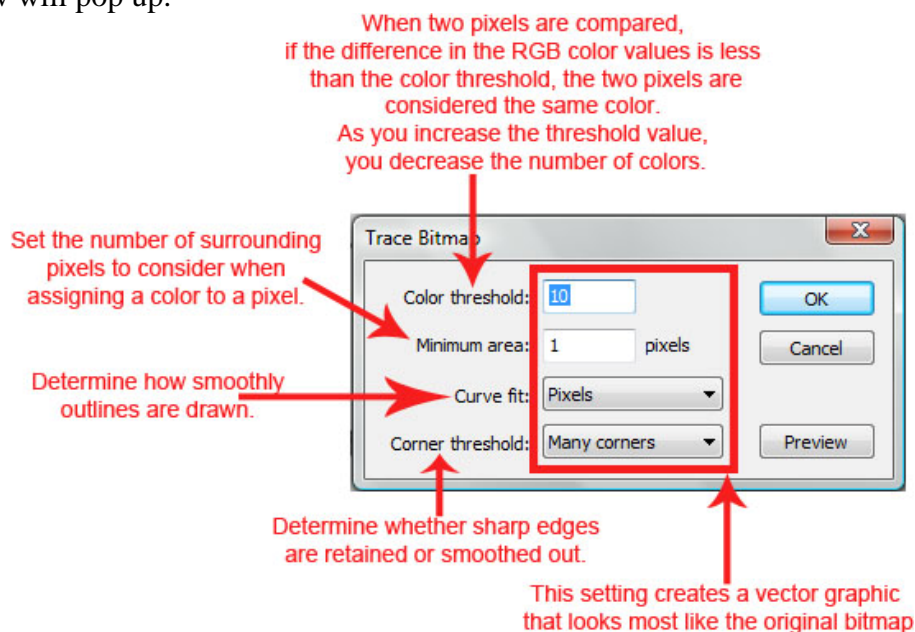 will pop up.
When two pixels are compared,
if the difference in the RGB color values is less
than the color threshold, the two pixels are
considered the same color.
As you increase the threshold value,
you decrease the number of colors.
Set the number of surrounding
pixels to consider when
assigning a color to a pixel.
Determine how smoothly
outlines are drawn.
Trace Bitmap
Color threshold: 10
Minimum area: 1 pixels
Curve fit: Pixels
Corner threshold: Many corners
OK
Cancel
Preview
Determine whether sharp edges
are retained or smoothed out.
This setting creates a vector graphic
that looks most like the original bitmap